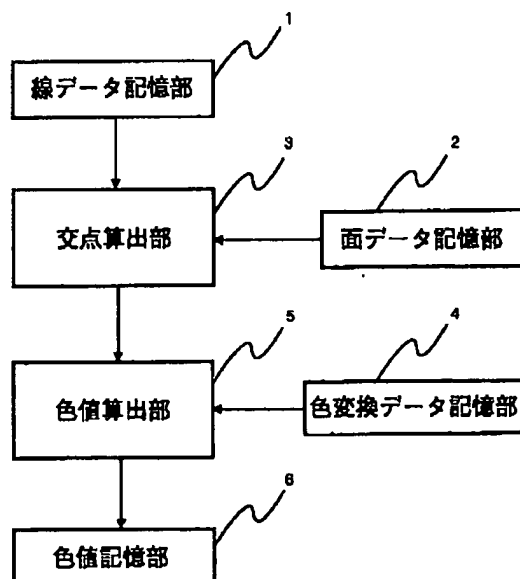 1
線データ記憶部
3
2
交点算出部
面データ記憶部
5
4
色値算出部
色変換データ記憶部
6
色値記憶部